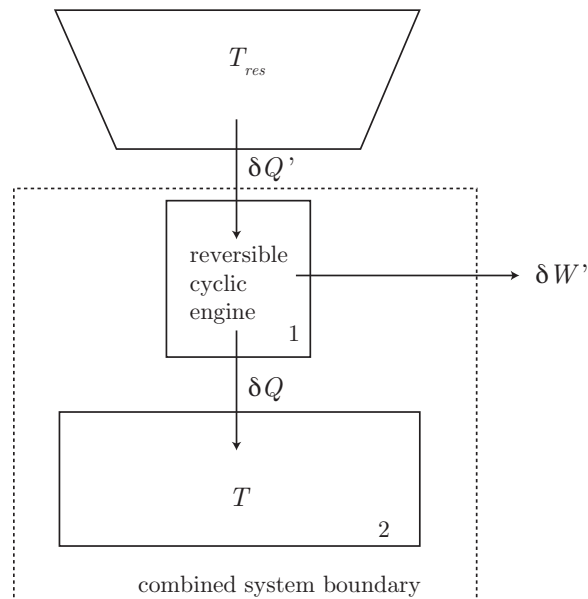 T_res
δQ’
reversible
cyclic
engine
1
δW’
δQ
T
2
combined system boundary